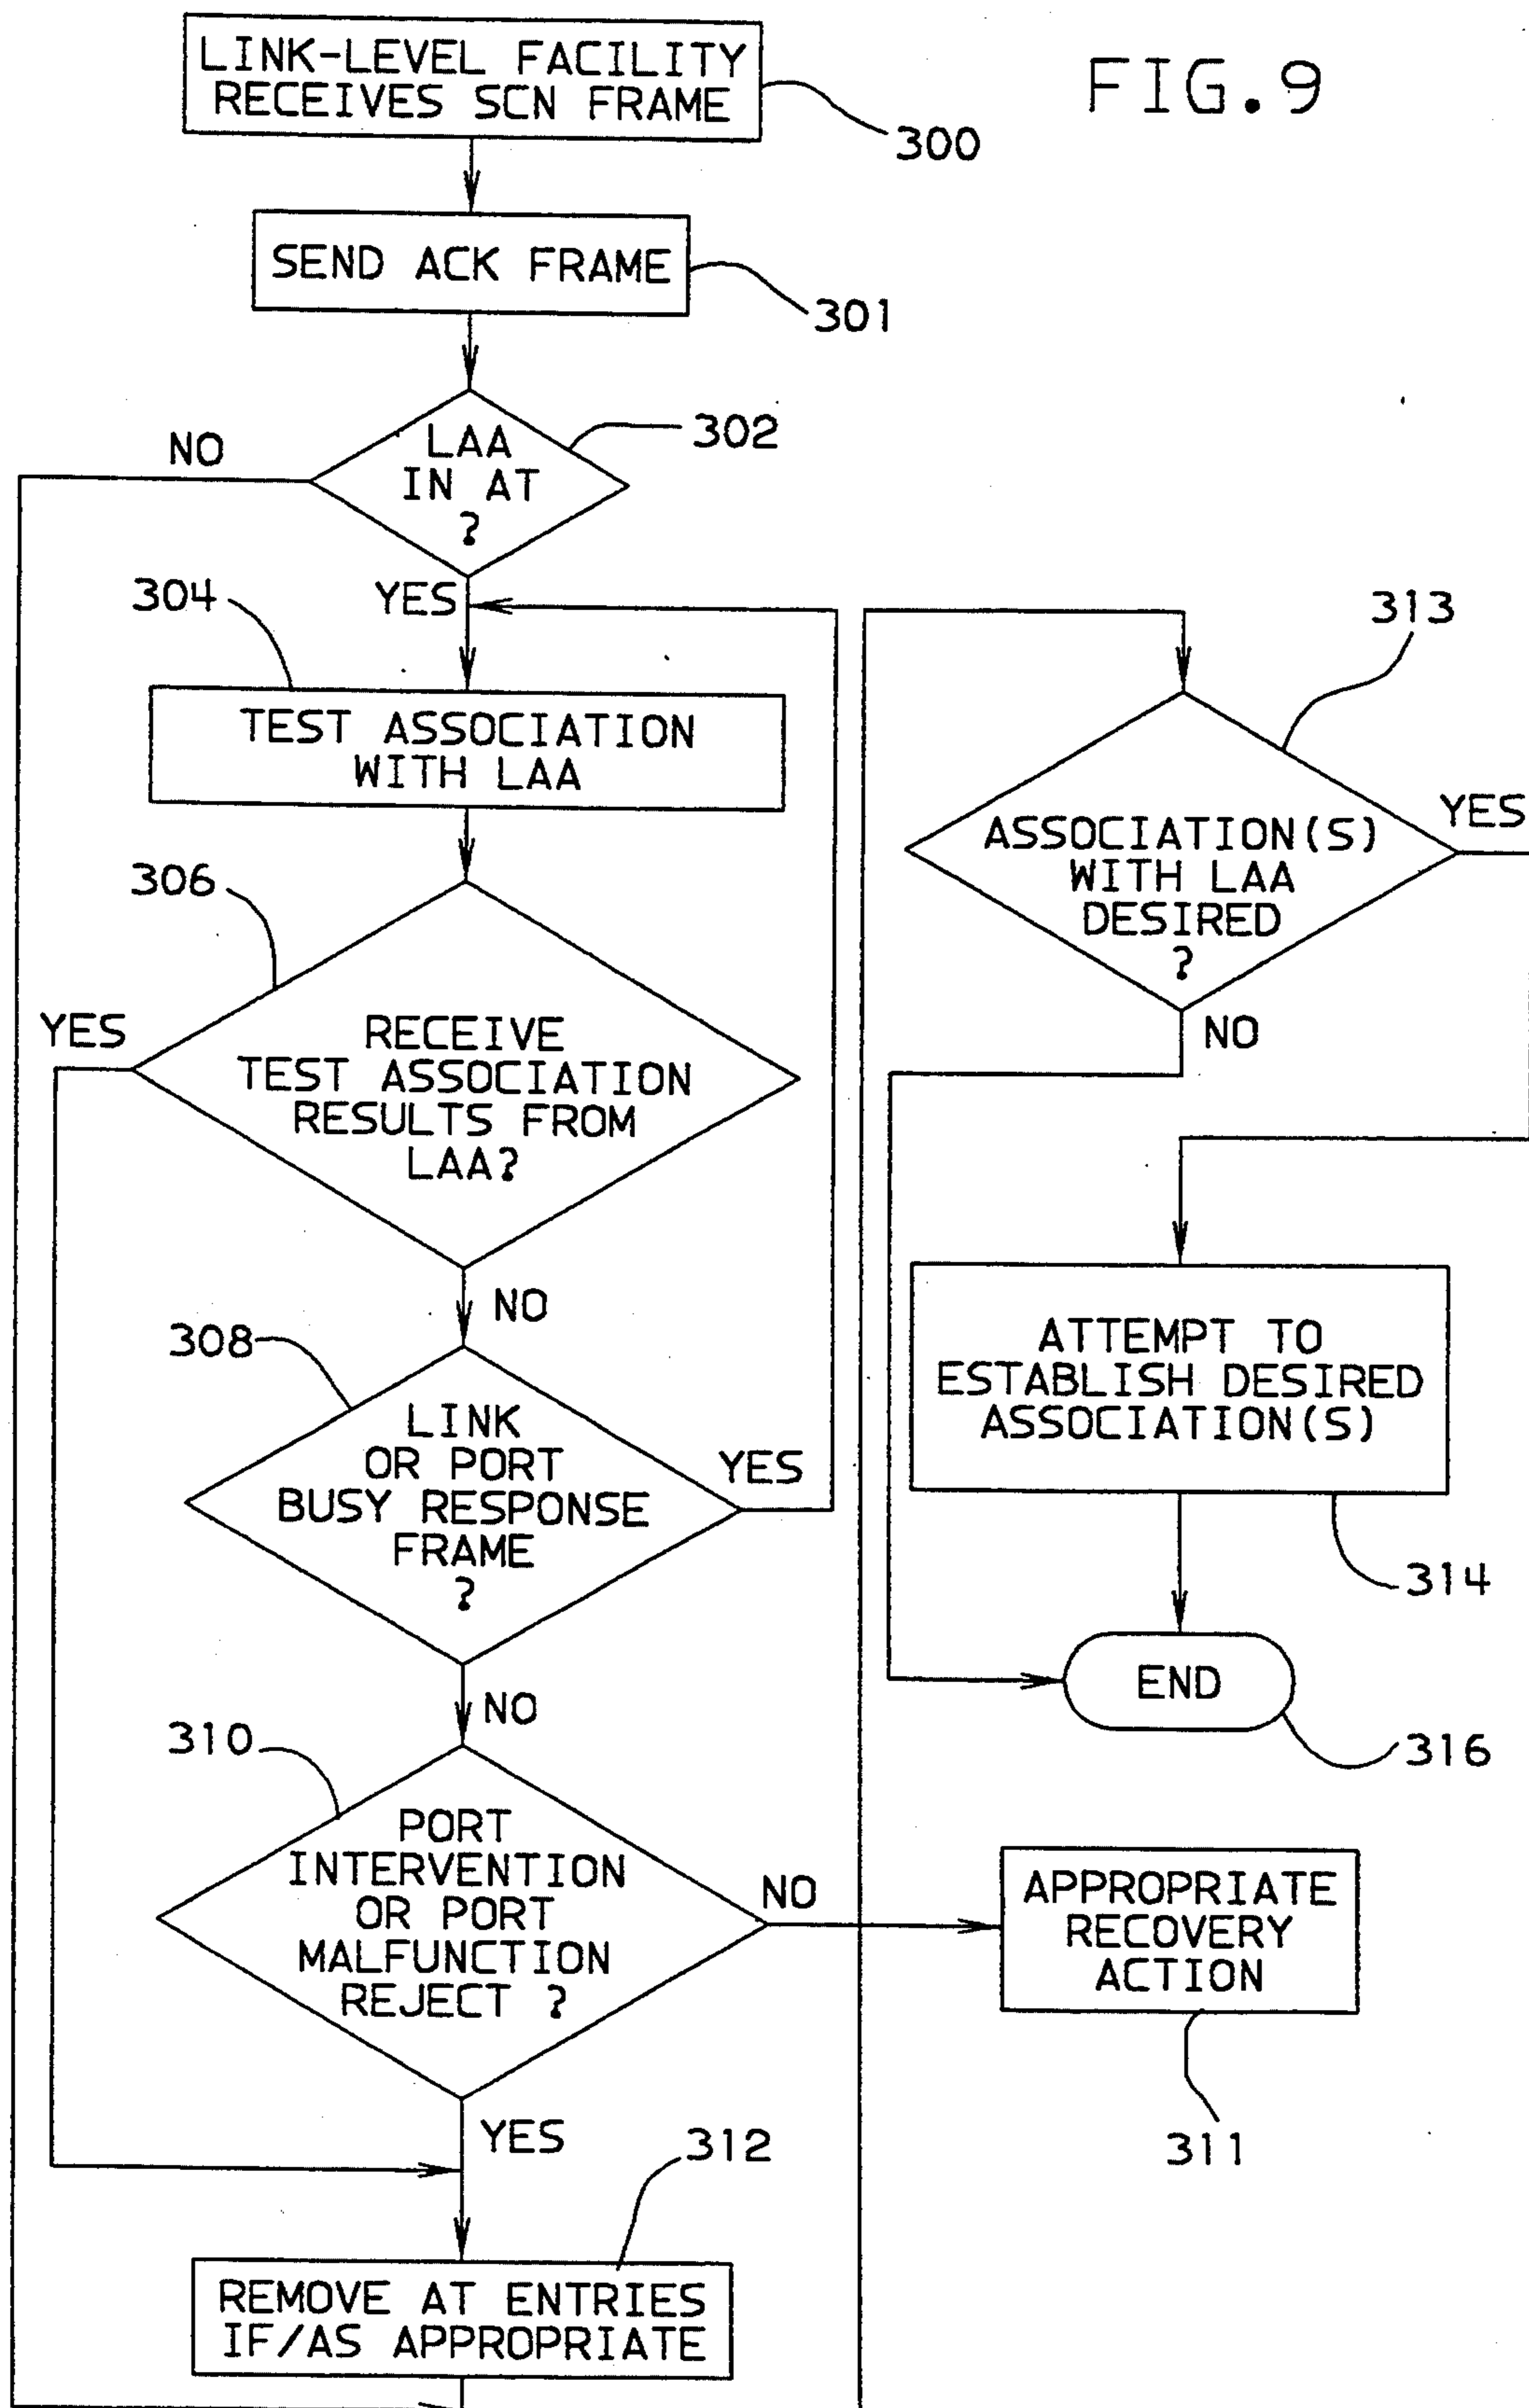 FIG.9
LINK-LEVEL FACILITY
RECEIVES SCN FRAME
300
SEND ACK FRAME
301
LAA
IN AT
?
302
NO
YES
304
TEST ASSOCIATION
WITH LAA
306
RECEIVE
TEST ASSOCIATION
RESULTS FROM
LAA?
YES
NO
308
LINK
OR PORT
BUSY RESPONSE
FRAME
?
YES
NO
310
PORT
INTERVENTION
OR PORT
MALFUNCTION
REJECT ?
NO
YES
APPROPRIATE
RECOVERY
ACTION
311
312
REMOVE AT ENTRIES
IF/AS APPROPRIATE
313
ASSOCIATION(S)
WITH LAA
DESIRED
?
YES
NO
ATTEMPT TO
ESTABLISH DESIRED
ASSOCIATION(S)
314
END
316